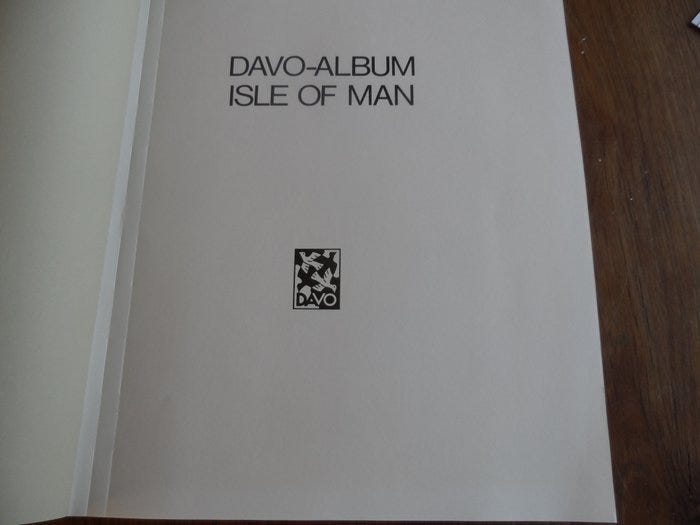 DAVO-ALBUM
ISLE OF MAN
DAVO